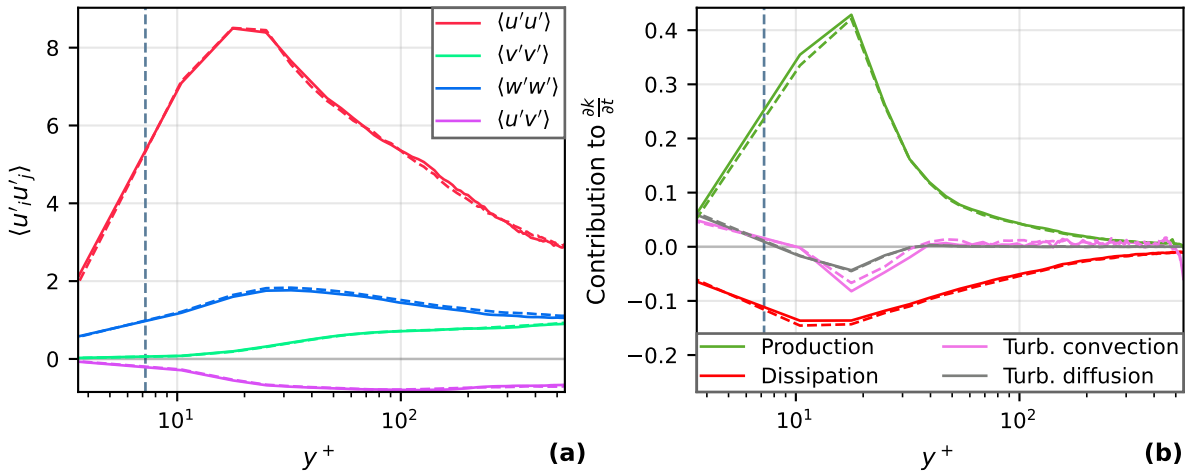 8
6
4
2
0
⟨u′ᵢu′ⱼ⟩
⟨u′u′⟩
⟨v′v′⟩
⟨w′w′⟩
⟨u′v′⟩
10¹
10²
y⁺
(a)
0.4
0.3
0.2
0.1
0.0
−0.1
−0.2
Contribution to ∂k/∂t
Production
Dissipation
Turb. convection
Turb. diffusion
10¹
10²
y⁺
(b)